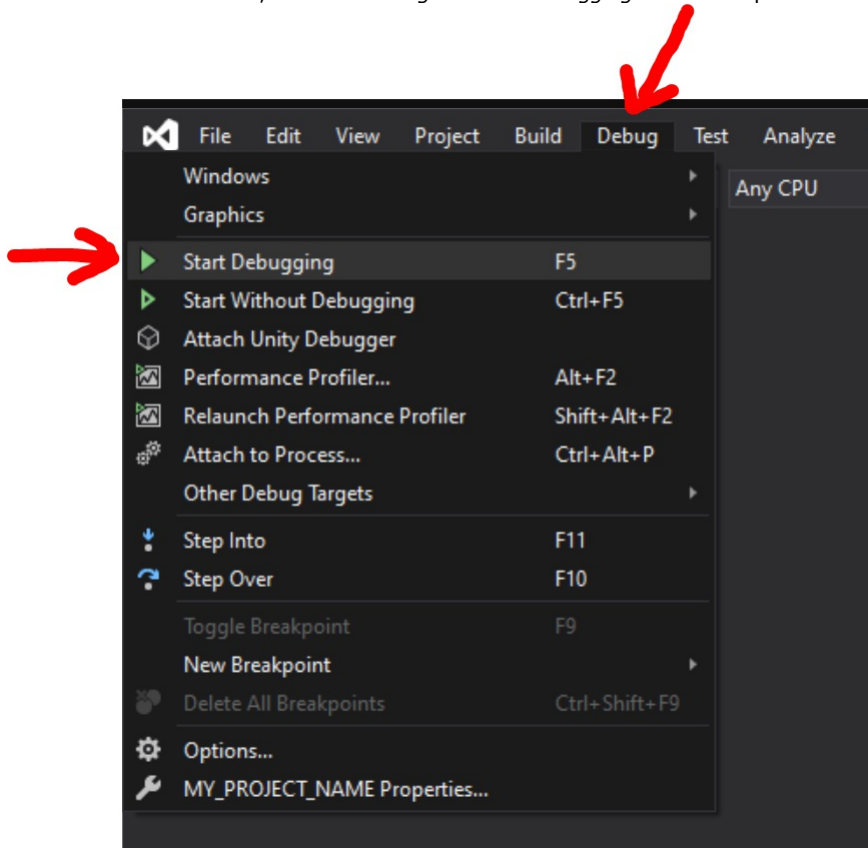 File Edit View Project Build Debug Test Analyze
Any CPU
Windows
Graphics
Start Debugging F5
Start Without Debugging Ctrl+F5
Attach Unity Debugger
Performance Profiler... Alt+F2
Relaunch Performance Profiler Shift+Alt+F2
Attach to Process... Ctrl+Alt+P
Other Debug Targets
Step Into F11
Step Over F10
Toggle Breakpoint F9
New Breakpoint
Delete All Breakpoints Ctrl+Shift+F9
Options...
MY_PROJECT_NAME Properties...